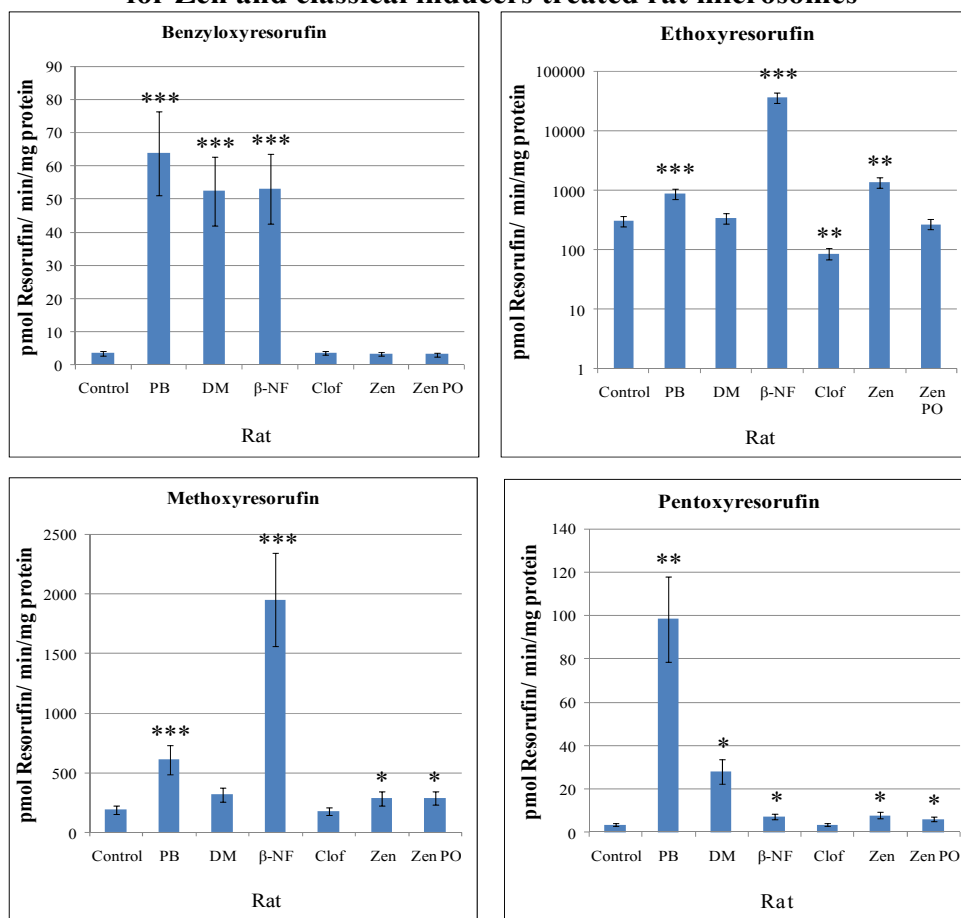 for Zen and classical inducers treated rat microsomes
Benzyloxyresorufin
pmol Resorufin/ min/mg protein
90
80
70
60
50
40
30
20
10
0
***
***
***
Control PB DM β-NF Clof Zen Zen PO
Rat
Ethoxyresorufin
pmol Resorufin/ min/mg protein
100000
10000
1000
100
10
1
***
***
**
**
Control PB DM β-NF Clof Zen Zen
PO
Rat
Methoxyresorufin
pmol Resorufin/ min/mg protein
2500
2000
1500
1000
500
0
***
***
*
*
Control PB DM β-NF Clof Zen Zen PO
Rat
Pentoxyresorufin
pmol Resorufin/ min/mg protein
140
120
100
80
60
40
20
0
**
*
*
*
*
Control PB DM β-NF Clof Zen Zen PO
Rat